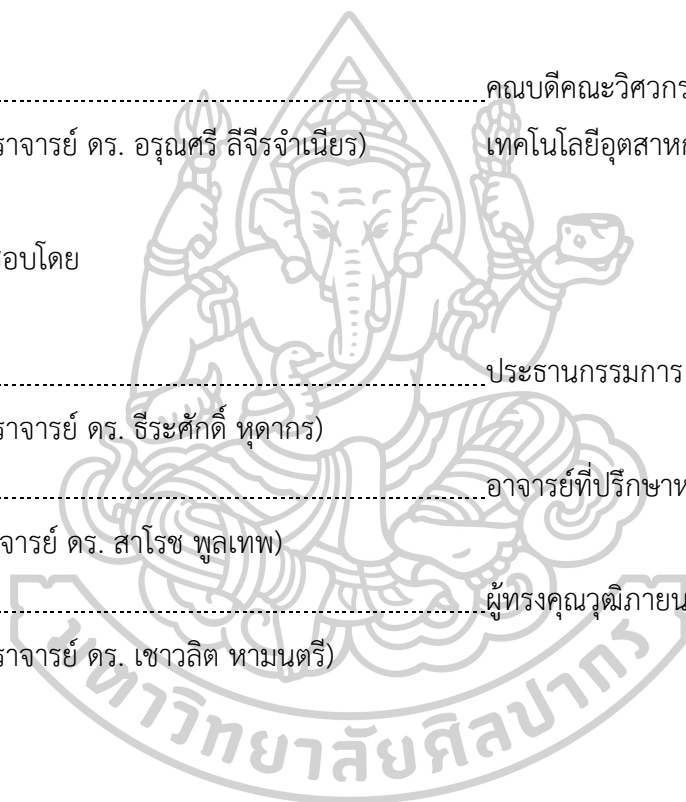 คณบดีคณะวิศวกร
ราจารย์ ดร. อรุณศรี ลีจีรจำเนียร) เทคโนโลยีอุตสาหก
สอบโดย
ประธานกรรมการ
ราจารย์ ดร. ธีระศักดิ์ หุดากร)
อาจารย์ที่ปรึกษาห
จารย์ ดร. สาโรช พูลเทพ)
ผู้ทรงคุณวุฒิภายน
ราจารย์ ดร. เชาวลิต หามนตรี)
มหาวิทยาลัยศิลปากร